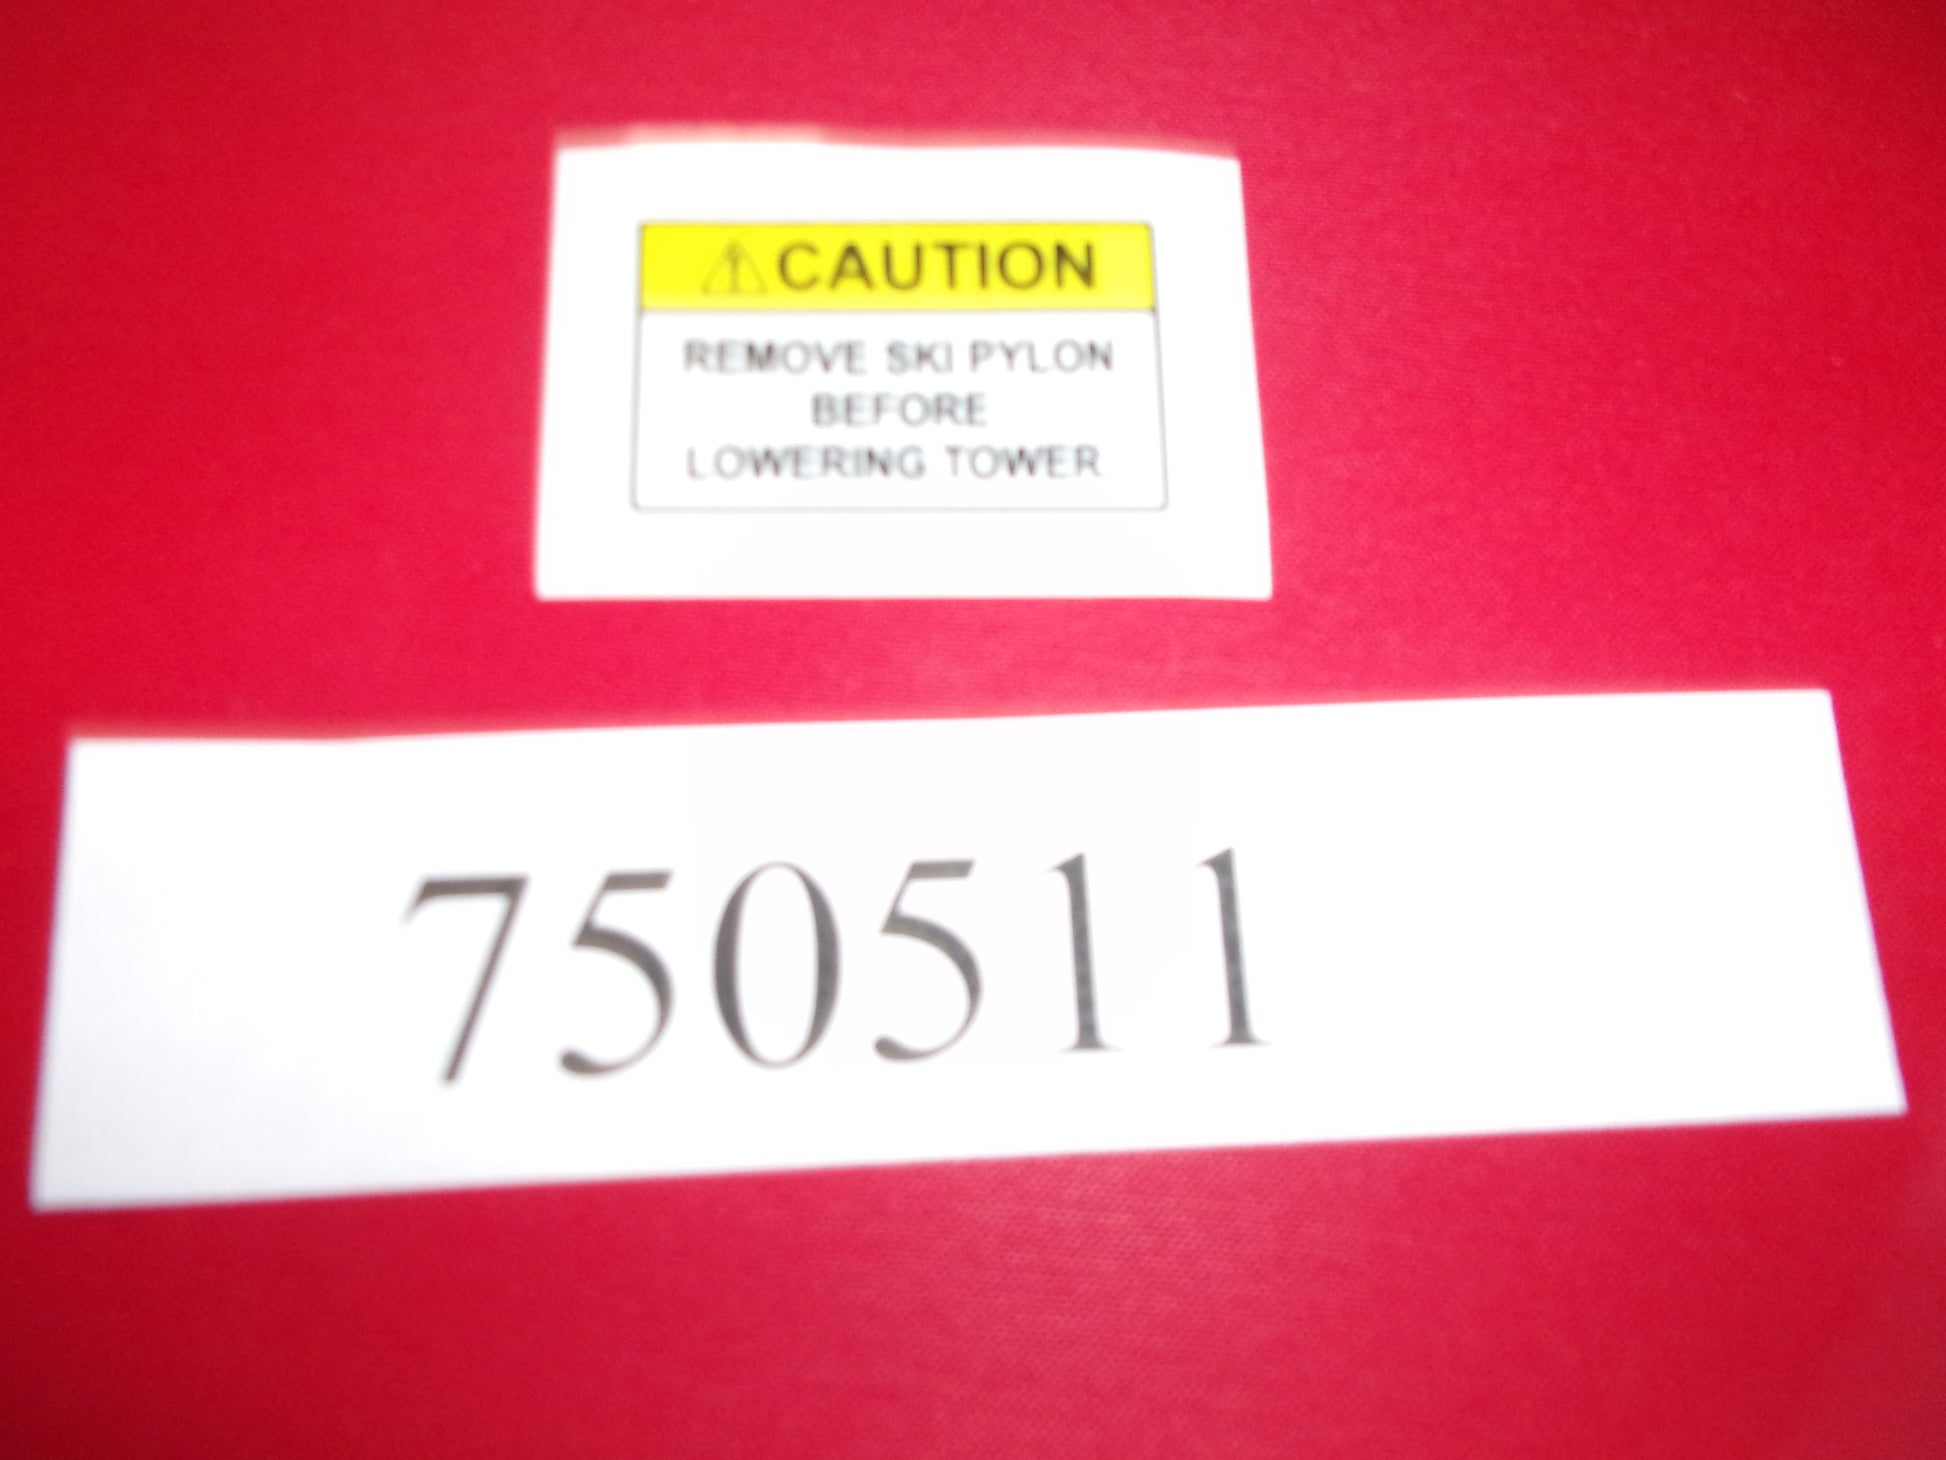 CAUTION
REMOVE SKI PYLON
BEFORE
LOWERING TOWER
750511